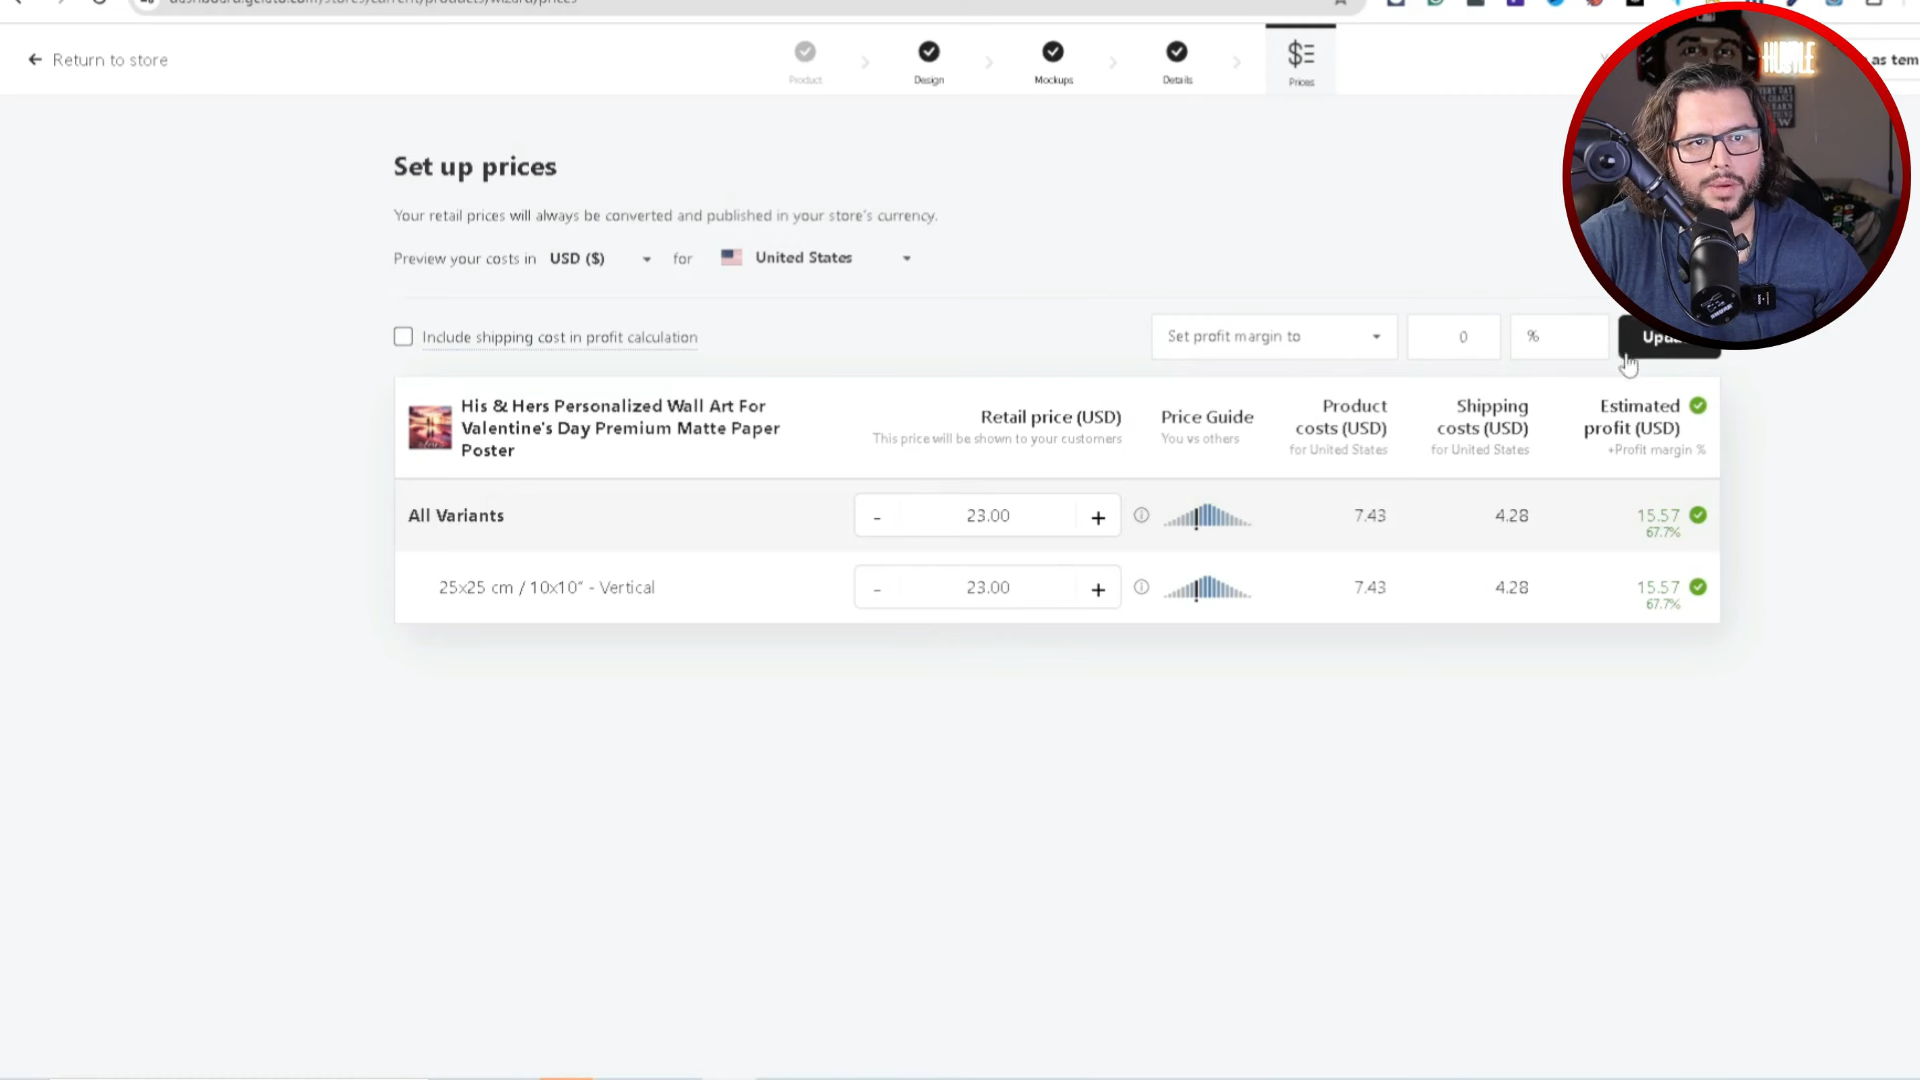 Return to store
Product
Design
Mockups
Details
Prices
as tem
HUSTLE
Set up prices
Your retail prices will always be converted and published in your store's currency.
Preview your costs in USD ($) for United States
Include shipping cost in profit calculation
Set profit margin to 0 %
His & Hers Personalized Wall Art For
Valentine's Day Premium Matte Paper
Poster
Retail price (USD)
This price will be shown to your customers
Price Guide
You vs others
Product
costs (USD)
for United States
Shipping
costs (USD)
for United States
Estimated
profit (USD)
+Profit margin %
All Variants - 23.00 + 7.43 4.28 15.57
67.7%
25x25 cm / 10x10″ - Vertical - 23.00 + 7.43 4.28 15.57
67.7%